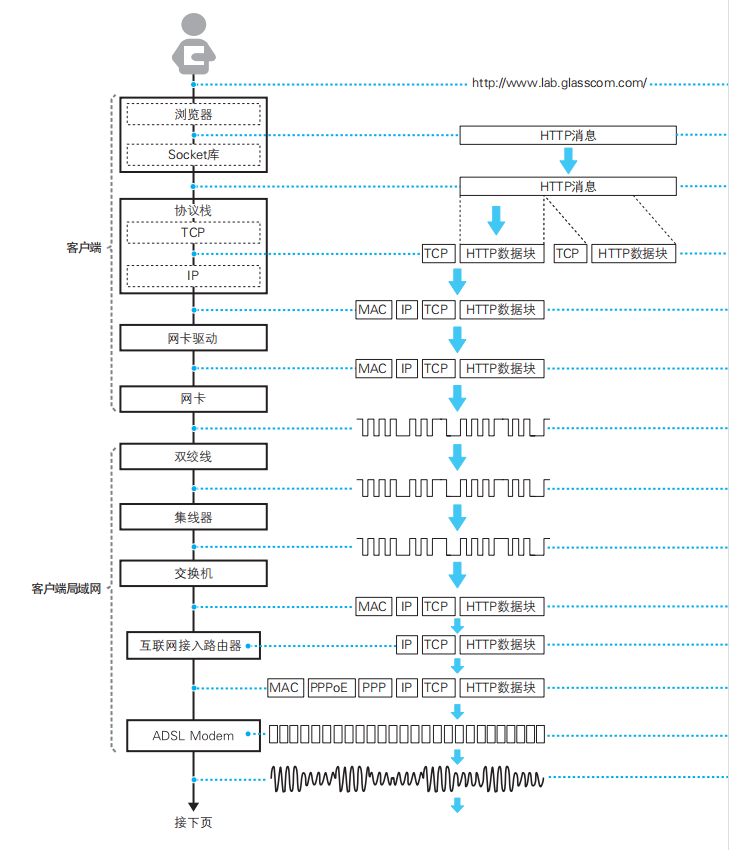 http://www.lab.glasscom.com/
浏览器
HTTP消息
Socket库
HTTP消息
协议栈
TCP
客户端
TCP HTTP数据块 TCP HTTP数据块
IP
MAC IP TCP HTTP数据块
网卡驱动
MAC IP TCP HTTP数据块
网卡
双绞线
集线器
交换机
客户端局域网
MAC IP TCP HTTP数据块
互联网接入路由器 IP TCP HTTP数据块
MAC PPPoE PPP IP TCP HTTP数据块
ADSL Modem
接下页